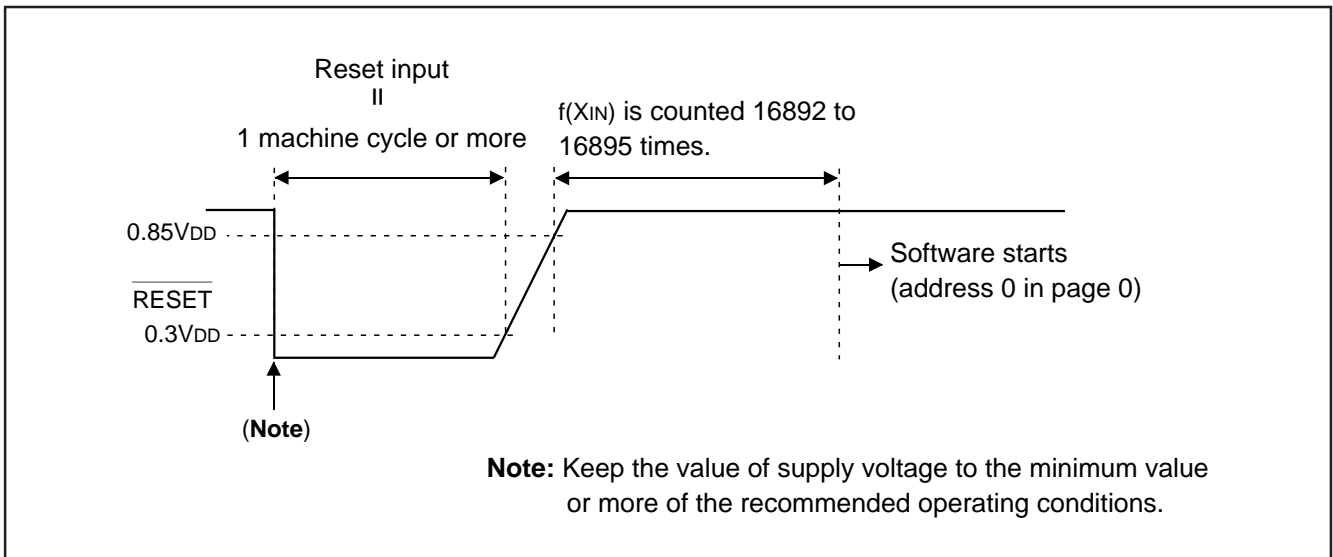 Reset input
=
1 machine cycle or more
f(XIN) is counted 16892 to
16895 times.
0.85VDD
RESET
0.3VDD
Software starts
(address 0 in page 0)
(Note)
Note: Keep the value of supply voltage to the minimum value
or more of the recommended operating conditions.